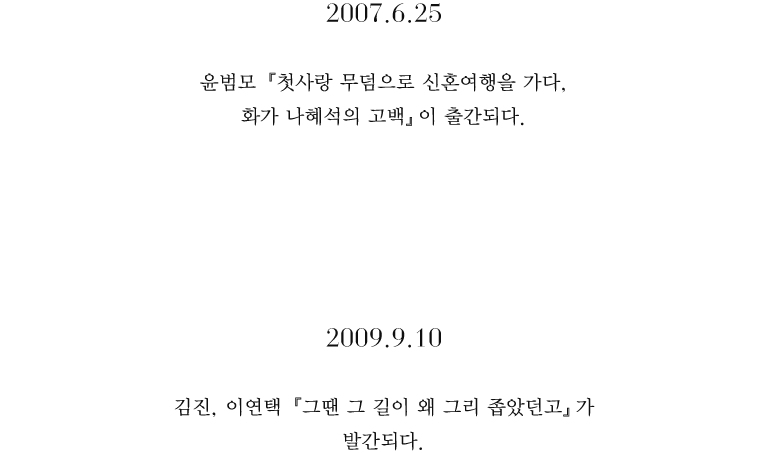 2007.6.25
윤범모 『첫사랑 무덤으로 신혼여행을 가다,
화가 나혜석의 고백』이 출간되다.
2009.9.10
김진, 이연택 『그땐 그 길이 왜 그리 좁았던고』가
발간되다.